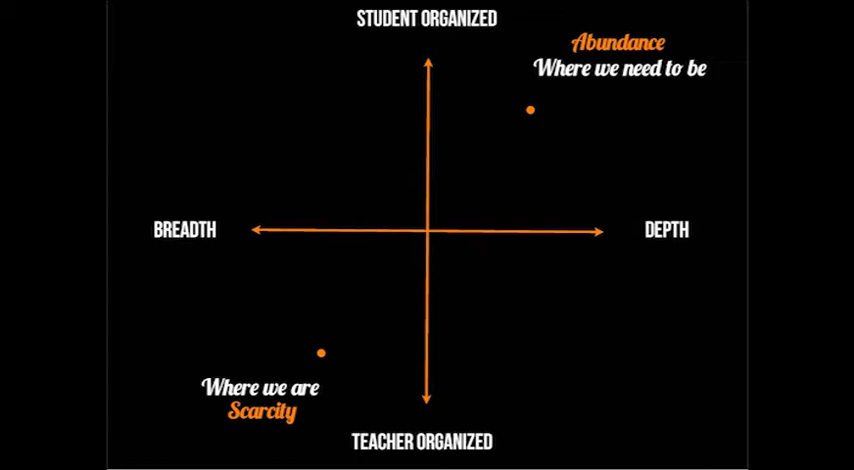 STUDENT ORGANIZED
Abundance
Where we need to be
BREADTH
DEPTH
Where we are
Scarcity
TEACHER ORGANIZED